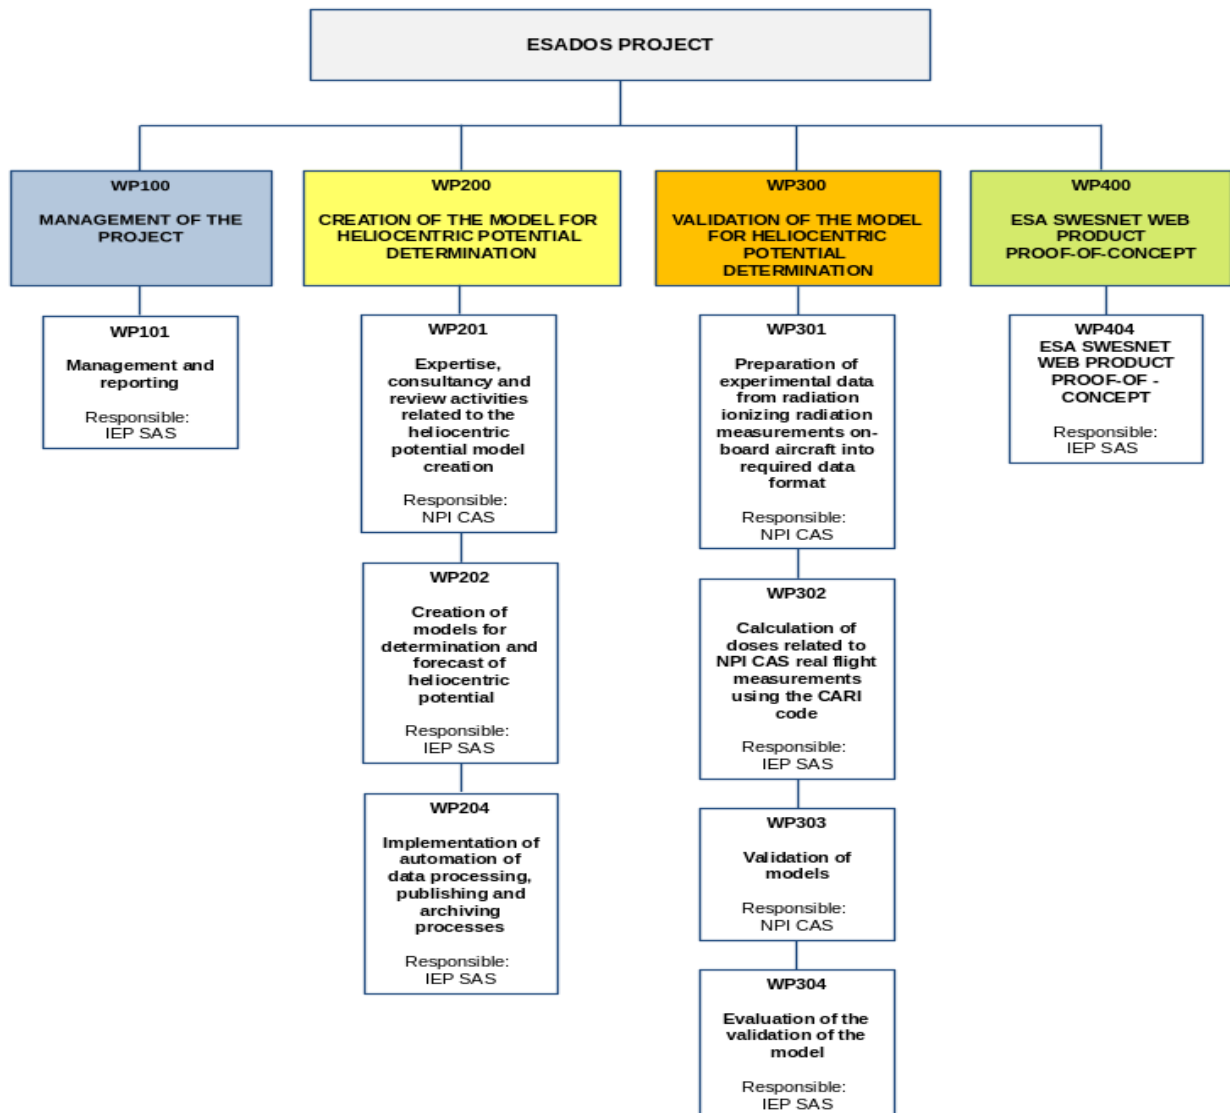 ESADOS PROJECT
WP100
MANAGEMENT OF THE
PROJECT
WP101
Management and
reporting
Responsible:
IEP SAS
WP200
CREATION OF THE MODEL FOR
HELIOCENTRIC POTENTIAL
DETERMINATION
WP201
Expertise,
consultancy and
review activities
related to the
heliocentric
potential model
creation
Responsible:
NPI CAS
WP202
Creation of
models for
determination and
forecast of
heliocentric
potential
Responsible:
IEP SAS
WP204
Implementation of
automation of
data processing,
publishing and
archiving
processes
Responsible:
IEP SAS
WP300
VALIDATION OF THE MODEL
FOR HELIOCENTRIC
POTENTIAL
DETERMINATION
WP301
Preparation of
experimental data
from radiation
ionizing radiation
measurements on-
board aircraft into
required data
format
Responsible:
NPI CAS
WP302
Calculation of
doses related to
NPI CAS real flight
measurements
using the CARI
code
Responsible:
IEP SAS
WP303
Validation of
models
Responsible:
NPI CAS
WP304
Evaluation of the
validation of the
model
Responsible:
IEP SAS
WP400
ESA SWESNET WEB
PRODUCT
PROOF-OF-CONCEPT
WP404
ESA SWESNET
WEB PRODUCT
PROOF-OF -
CONCEPT
Responsible:
IEP SAS